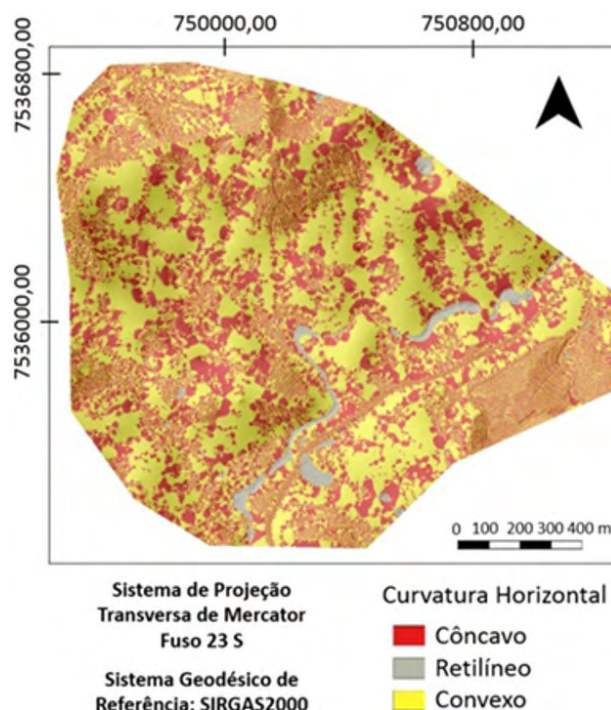 750000,00
750800,00
7536800,00
7536000,00
0 100 200 300 400 m
Sistema de Projeção
Transversa de Mercator
Fuso 23 S
Sistema Geodésico de
Referência: SIRGAS2000
Curvatura Horizontal
Côncavo
Retilíneo
Convexo